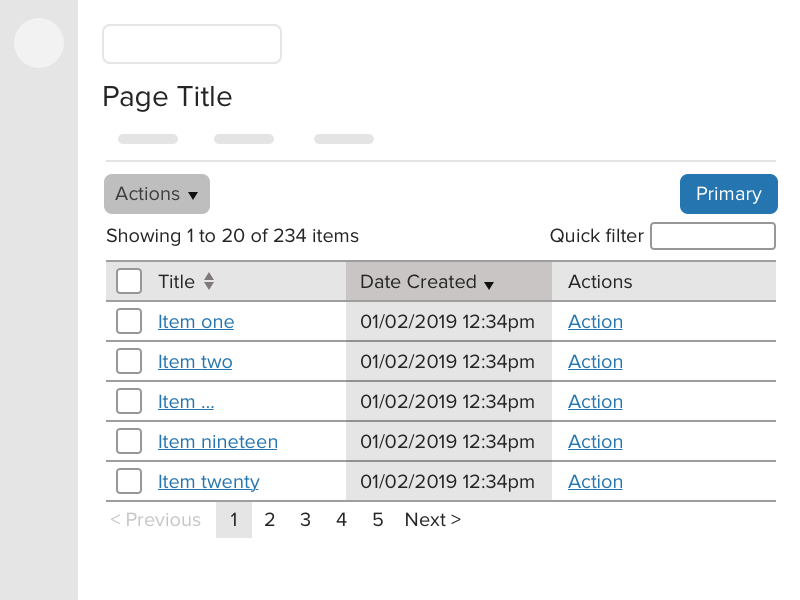 Page Title
Actions ▼ Primary
Showing 1 to 20 of 234 items Quick filter
Title Date Created ▼ Actions
Item one 01/02/2019 12:34pm Action
Item two 01/02/2019 12:34pm Action
Item ... 01/02/2019 12:34pm Action
Item nineteen 01/02/2019 12:34pm Action
Item twenty 01/02/2019 12:34pm Action
< Previous 1 2 3 4 5 Next >